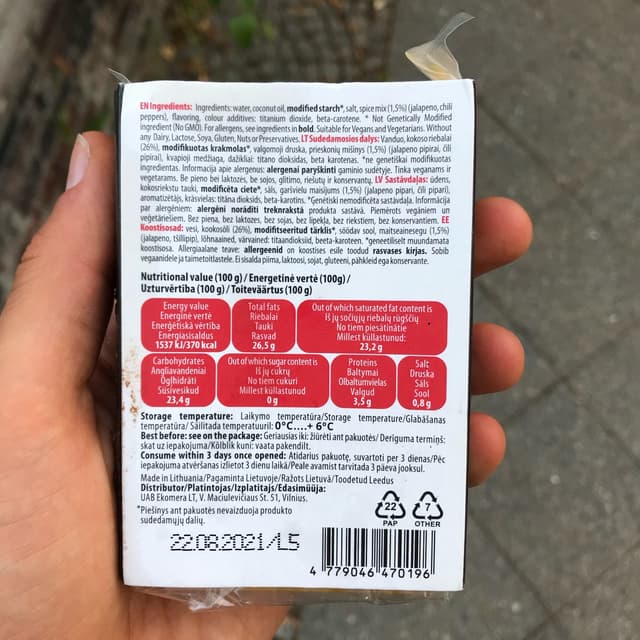 EN Ingredients: Ingredients: water, coconut oil, modified starch*, salt, spice mix (1,5%) (jalapeno, chili
peppers), flavoring, colour additives: titanium dioxide, beta-carotene. * Not Genetically Modified
ingredient (No GMO). For allergens, see ingredients in bold. Suitable for Vegans and Vegetarians. Without
any Dairy, Lactose, Soya, Gluten, Nuts or Preservatives. LT Sudedamosios dalys: Vanduo, kokoso riebalai
(26%), modifikuotas krakmolas*, valgomoji druska, prieskonių mišinys (1,5%) (jalapeno pipirai, čili
pipirai), kvapioji medžiaga, dažikliai: titano dioksidas, beta karotenas. *ne genetiškai modifikuotas
ingredientas. Informacija apie alergenus: alergenai paryškinti gaminio sudėtyje. Tinka veganams ir
vegetarams. Be pieno bei laktozės, be sojos, glitimo, riešutų ir konservantų. LV Sastāvdaļas: ūdens,
kokosriekstu tauki, modificēta ciete*, sāls, garšvielu maisījums (1,5%) (jalapeno pipari, čili pipari),
aromatizētājs, krāsvielas: titāna dioksīds, beta-karotīns. *Ģenētiski nemodificēta sastāvdaļa. Informācija
par alergēniem: alergēni norādīti treknrakstā produkta sastāvā. Piemērots vegāniem un
veģetāriešiem. Bez piena, bez laktozes, bez sojas, bez lipekļa, bez riekstiem, bez konservantiem. EE
Koostisosad: vesi, kookosõli (26%), modifitseeritud tärklis*, söödav sool, maitseainesegu (1,5%)
(jalapeno, tšillipip), lõhnaained, värvained: titaandioksiid, beeta-karoteen. *geneetiliselt muundamata
koostisosa. Allergiaalane teave: allergeenid on koostises esile toodud rasvases kirjas. Sobib
veganitele ja taimetoitlastele. Ei sisalda piima, laktoosi, sojat, gluteeni, pähkleid ega konservante.
Nutritional value (100 g) / Energetinė vertė (100g) /
Uzturvērtība (100 g) / Toiteväärtus (100 g)
Energy value
Energinė vertė
Enerģētiskā vērtība
Energiasisaldus
1537 kJ/370 kcal
Total fats
Riebalai
Tauki
Rasvad
26,5 g
Out of which saturated fat content is
Iš jų sočiųjų riebalų rūgščių
No tiem piesātinātie
Millest küllastunud:
23,2 g
Carbohydrates
Angliavandeniai
Ogļhidrāti
Süsivesikud
23,4 g
Out of which sugar content is
Iš jų cukrų
No tiem cukuri
Millest küllastunud
0 g
Proteins
Baltymai
Olbaltumvielas
Valgud
3,5 g
Salt
Druska
Sāls
Sool
0,8 g
Storage temperature: Laikymo temperatūra/Storage temperature/Glabāšanas
temperatūra/ Säilitada temperatuuril: 0°C....+ 6°C
Best before: see on the package: Geriausias iki: žiūrėti ant pakuotės/ Derīguma termiņš:
skat uz iepakojuma/Kõlblik kuni: vaata pakendilt.
Consume within 3 days once opened: Atidarius pakuotę, suvartoti per 3 dienas/Pēc
iepakojuma atvēršanas izlietot 3 dienu laikā/Peale avamist tarvitada 3 päeva jooksul.
Made in Lithuania/Pagaminta Lietuvoje/Ražots Lietuvā/Toodetud Leedus
Distributor/Platintojas/Izplatītajs/Edasimüüja:
UAB Ekomera LT, V. Maciulevičiaus St. 51, Vilnius.
*Piešinys ant pakuotės nevaizduoja produkto
sudedamųjų dalių.
22
PAP
7
OTHER
22.08.2021/L5
4 779046 470196